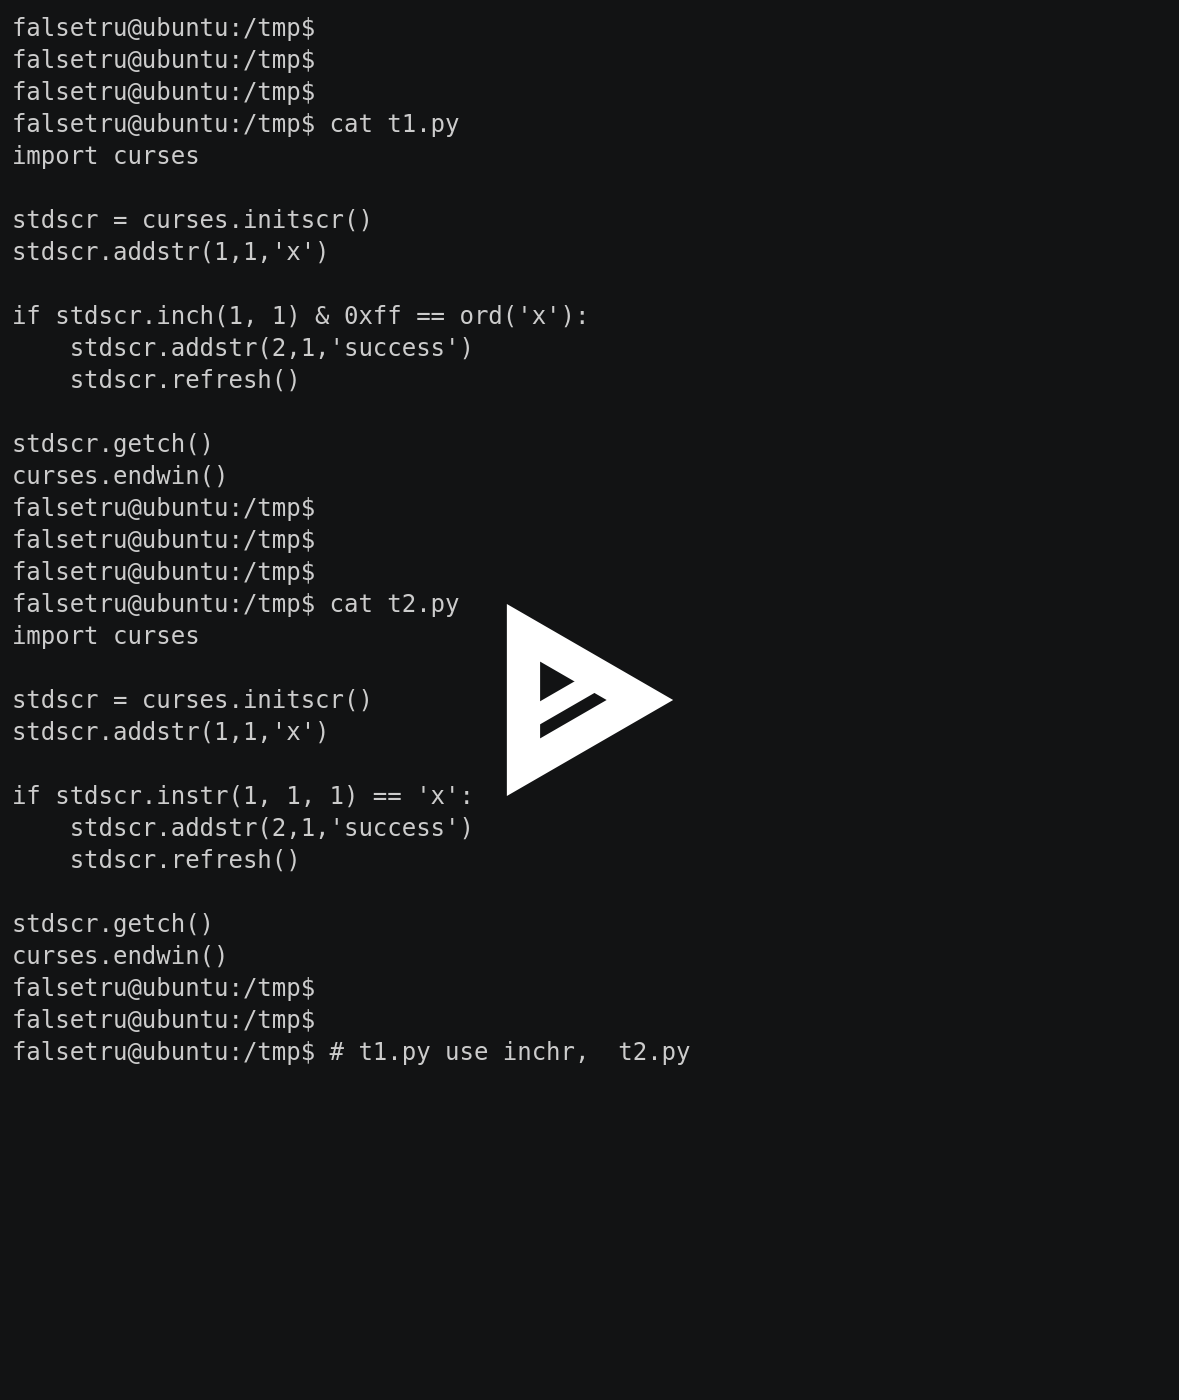 falsetru@ubuntu:/tmp$
falsetru@ubuntu:/tmp$
falsetru@ubuntu:/tmp$
falsetru@ubuntu:/tmp$ cat t1.py
import curses

stdscr = curses.initscr()
stdscr.addstr(1,1,'x')

if stdscr.inch(1, 1) & 0xff == ord('x'):
    stdscr.addstr(2,1,'success')
    stdscr.refresh()

stdscr.getch()
curses.endwin()
falsetru@ubuntu:/tmp$
falsetru@ubuntu:/tmp$
falsetru@ubuntu:/tmp$
falsetru@ubuntu:/tmp$ cat t2.py
import curses

stdscr = curses.initscr()
stdscr.addstr(1,1,'x')

if stdscr.instr(1, 1, 1) == 'x':
    stdscr.addstr(2,1,'success')
    stdscr.refresh()

stdscr.getch()
curses.endwin()
falsetru@ubuntu:/tmp$
falsetru@ubuntu:/tmp$
falsetru@ubuntu:/tmp$ # t1.py use inchr,  t2.py